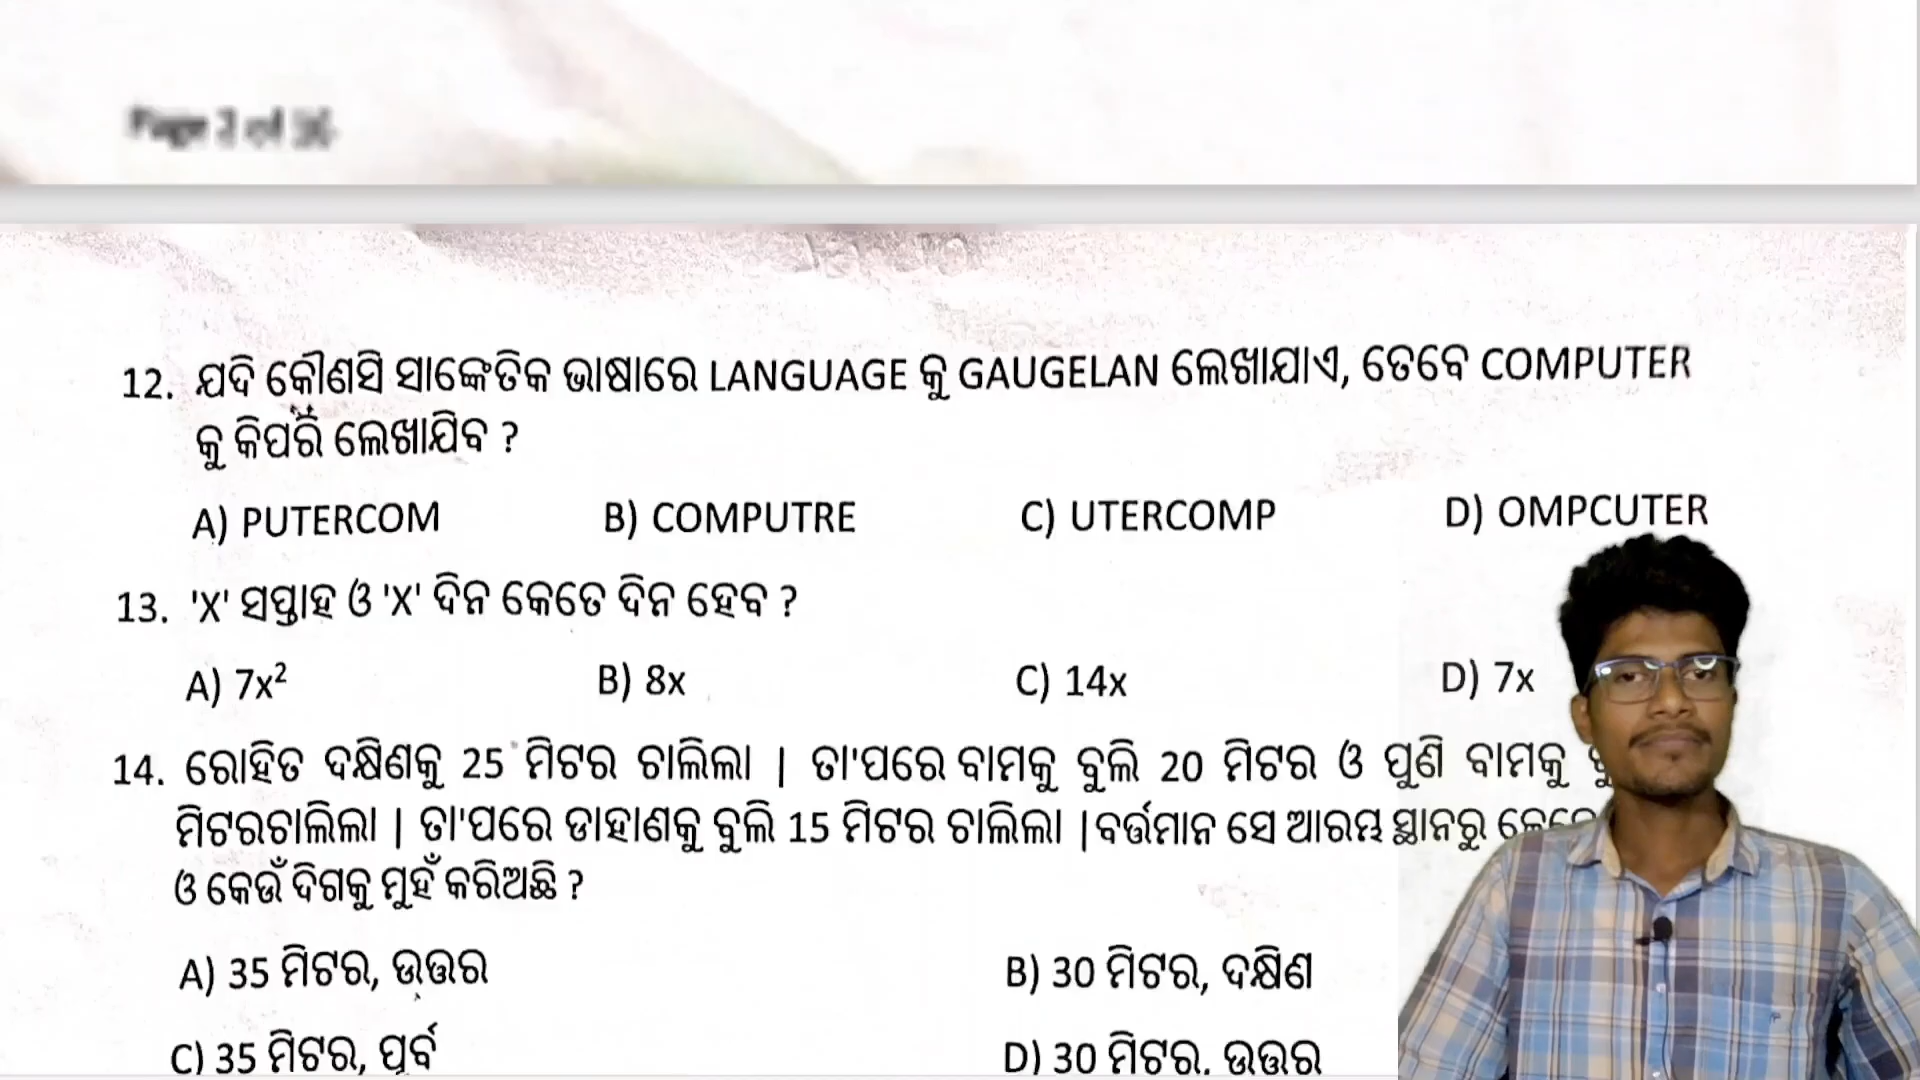 12. ଯଦି କୌଣସି ସାଙ୍କେତିକ ଭାଷାରେ LANGUAGE କୁ GAUGELAN ଲେଖାଯାଏ, ତେବେ COMPUTER
କୁ କିପରି ଲେଖାଯିବ ?
A) PUTERCOM B) COMPUTRE C) UTERCOMP D) OMPCUTER
13. 'X' ସପ୍ତାହ ଓ 'X' ଦିନ କେତେ ଦିନ ହେବ ?
A) 7x² B) 8x C) 14x D) 7x
14. ରୋହିତ ଦକ୍ଷିଣକୁ 25 ମିଟର ଚାଲିଲା | ତା'ପରେ ବାମକୁ ବୁଲି 20 ମିଟର ଓ ପୁଣି ବାମକୁ
ମିଟରଚାଲିଲା | ତା'ପରେ ଡାହାଣକୁ ବୁଲି 15 ମିଟର ଚାଲିଲା |ବର୍ତ୍ତମାନ ସେ ଆରମ୍ଭ ସ୍ଥାନରୁ
ଓ କେଉଁ ଦିଗକୁ ମୁହଁ କରିଅଛି ?
A) 35 ମିଟର, ଉତ୍ତର B) 30 ମିଟର, ଦକ୍ଷିଣ
C) 35 ମିଟର, ପୂର୍ବ D) 30 ମିଟର, ଉତ୍ତର